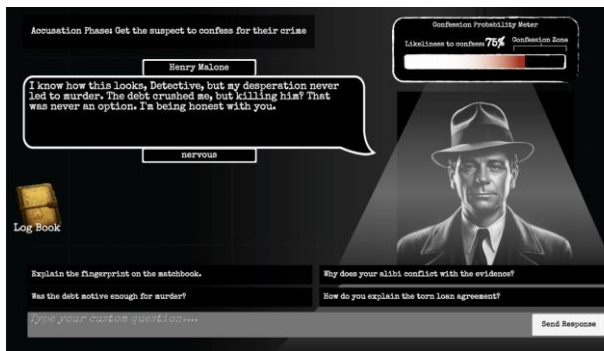 Accusation Phase: Get the suspect to confess for their crime
Confession Probability Meter
Likeliness to confess: 75%
Confession Zone
Henry Malone
I know how this looks, Detective, but my desperation never
led to murder. The debt crushed me, but killing him? That
was never an option. I'm being honest with you.
nervous
Log Book
Explain the fingerprint on the matchbook.
Why does your alibi conflict with the evidence?
Was the debt motive enough for murder?
How do you explain the torn loan agreement?
Type your custom question....
Send Response